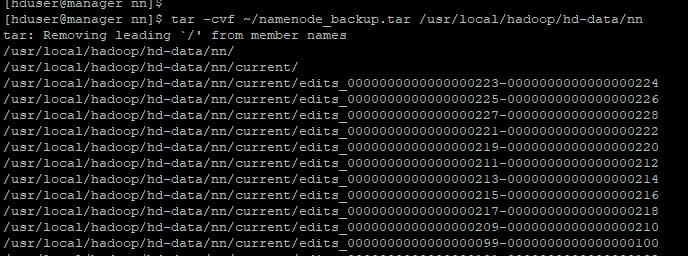 [hduser@manager nn]$
[hduser@manager nn]$ tar -cvf ~/namenode_backup.tar /usr/local/hadoop/hd-data/nn
tar: Removing leading `/' from member names
/usr/local/hadoop/hd-data/nn/
/usr/local/hadoop/hd-data/nn/current/
/usr/local/hadoop/hd-data/nn/current/edits_0000000000000000223-0000000000000000224
/usr/local/hadoop/hd-data/nn/current/edits_0000000000000000225-0000000000000000226
/usr/local/hadoop/hd-data/nn/current/edits_0000000000000000227-0000000000000000228
/usr/local/hadoop/hd-data/nn/current/edits_0000000000000000221-0000000000000000222
/usr/local/hadoop/hd-data/nn/current/edits_0000000000000000219-0000000000000000220
/usr/local/hadoop/hd-data/nn/current/edits_0000000000000000211-0000000000000000212
/usr/local/hadoop/hd-data/nn/current/edits_0000000000000000213-0000000000000000214
/usr/local/hadoop/hd-data/nn/current/edits_0000000000000000215-0000000000000000216
/usr/local/hadoop/hd-data/nn/current/edits_0000000000000000217-0000000000000000218
/usr/local/hadoop/hd-data/nn/current/edits_0000000000000000209-0000000000000000210
/usr/local/hadoop/hd-data/nn/current/edits_0000000000000000099-0000000000000000100